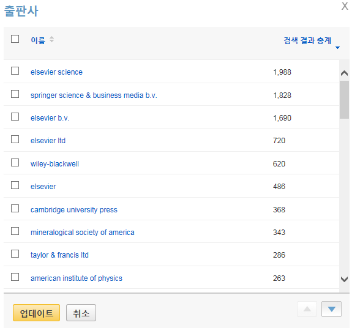 출판사
X
이름 검색 결과 총계
elsevier science 1,988
springer science & business media b.v. 1,828
elsevier b.v. 1,690
elsevier ltd 720
wiley-blackwell 620
elsevier 486
cambridge university press 368
mineralogical society of america 343
taylor & francis ltd 286
american institute of physics 263
업데이트 취소